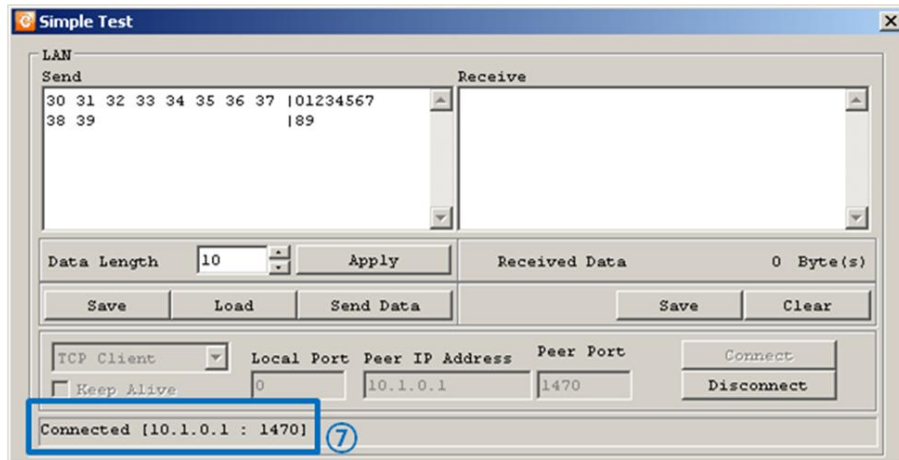 Simple Test
LAN
Send
Receive
30 31 32 33 34 35 36 37 |01234567
38 39 |89
Data Length 10 Apply Received Data 0 Byte(s)
Save Load Send Data Save Clear
TCP Client Local Port Peer IP Address Peer Port Connect
Keep Alive 0 10.1.0.1 1470 Disconnect
Connected [10.1.0.1 : 1470] ⑦